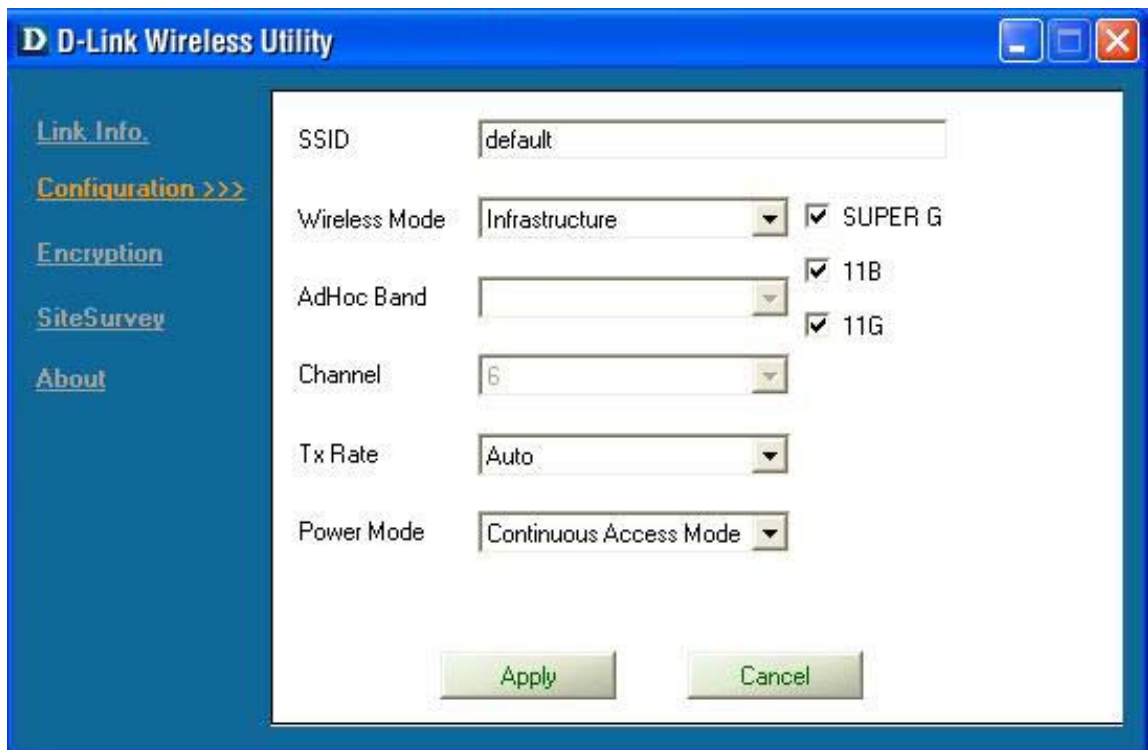 D D-Link Wireless Utility
Link Info.
Configuration >>>
Encryption
SiteSurvey
About
SSID default
Wireless Mode Infrastructure SUPER G
11B
AdHoc Band
11G
Channel 6
Tx Rate Auto
Power Mode Continuous Access Mode
Apply Cancel